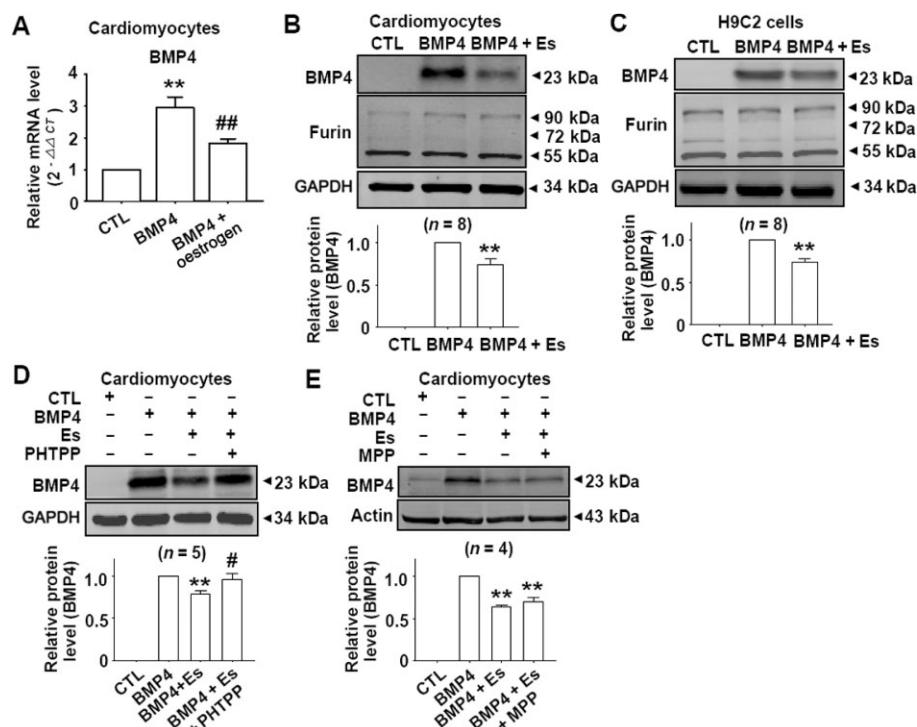 A
Cardiomyocytes
BMP4
Relative mRNA level
(2 - ΔΔ CT)
4
3
2
1
0
**
##
CTL
BMP4
BMP4 +
oestrogen
B
Cardiomyocytes
CTL BMP4 BMP4 + Es
BMP4 ◄23 kDa
Furin ◄ 90 kDa
◄ 72 kDa
◄ 55 kDa
GAPDH ◄ 34 kDa
(n = 8)
Relative protein
level (BMP4)
1.0
0.5
0
**
CTL BMP4 BMP4 + Es
C
H9C2 cells
CTL BMP4 BMP4 + Es
BMP4 ◄23 kDa
Furin ◄ 90 kDa
◄ 72 kDa
◄ 55 kDa
GAPDH ◄34 kDa
(n = 8)
Relative protein
level (BMP4)
1.0
0.5
0
**
CTL BMP4 BMP4 + Es
D
Cardiomyocytes
CTL + – – –
BMP4 – + + +
Es – – + +
PHTPP – – – +
BMP4 ◄23 kDa
GAPDH ◄34 kDa
(n = 5)
Relative protein
level (BMP4)
1.0
0.5
0
**
#
CTL
BMP4
BMP4+Es
BMP4 + Es
+PHTPP
E
Cardiomyocytes
CTL + – – –
BMP4 – + + +
Es – – + +
MPP – – – +
BMP4 ◄23 kDa
Actin ◄43 kDa
(n = 4)
Relative protein
level (BMP4)
1.0
0.5
0
**
**
CTL
BMP4
BMP4 + Es
BMP4 + Es
+ MPP